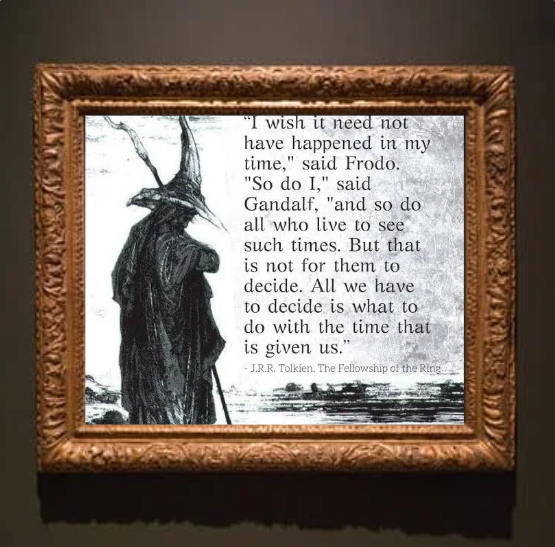 “I wish it need not
have happened in my
time," said Frodo.
"So do I," said
Gandalf, "and so do
all who live to see
such times. But that
is not for them to
decide. All we have
to decide is what to
do with the time that
is given us.”
- J.R.R. Tolkien, The Fellowship of the Ring